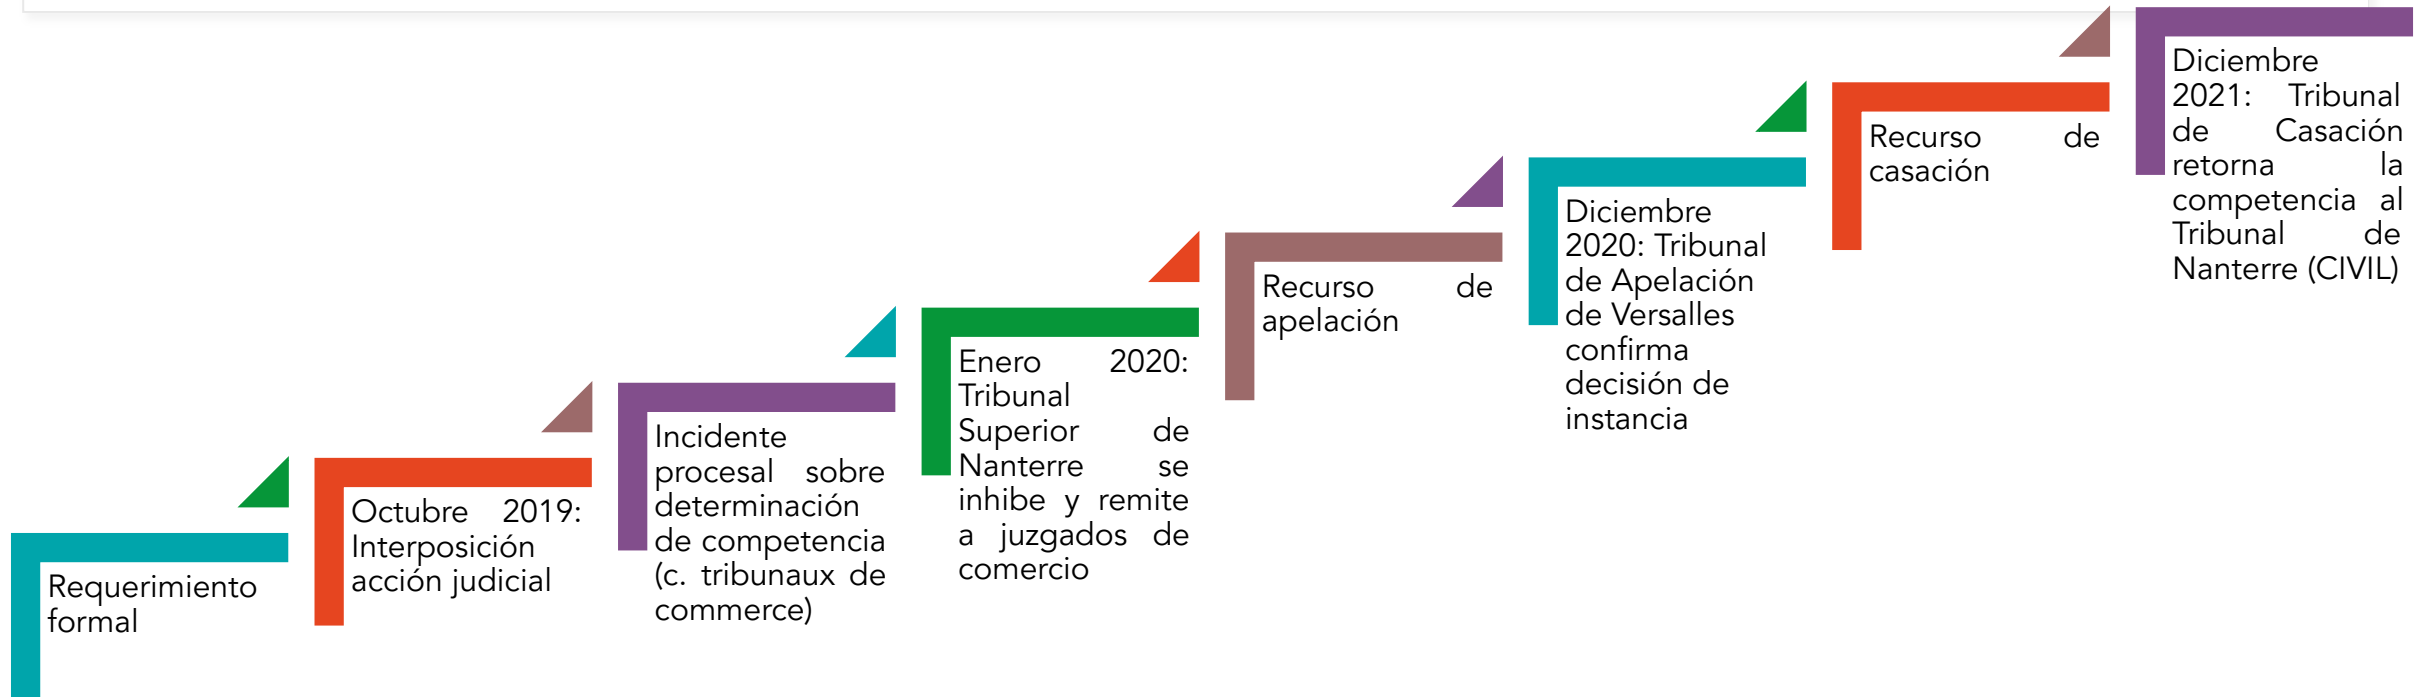 Requerimiento
formal
Octubre 2019:
Interposición
acción judicial
Incidente
procesal sobre
determinación
de competencia
(c. tribunaux de
commerce)
Enero 2020:
Tribunal
Superior de
Nanterre se
inhibe y remite
a juzgados de
comercio
Recurso de
apelación
Diciembre
2020: Tribunal
de Apelación
de Versalles
confirma
decisión de
instancia
Recurso de
casación
Diciembre
2021: Tribunal
de Casación
retorna la
competencia al
Tribunal de
Nanterre (CIVIL)